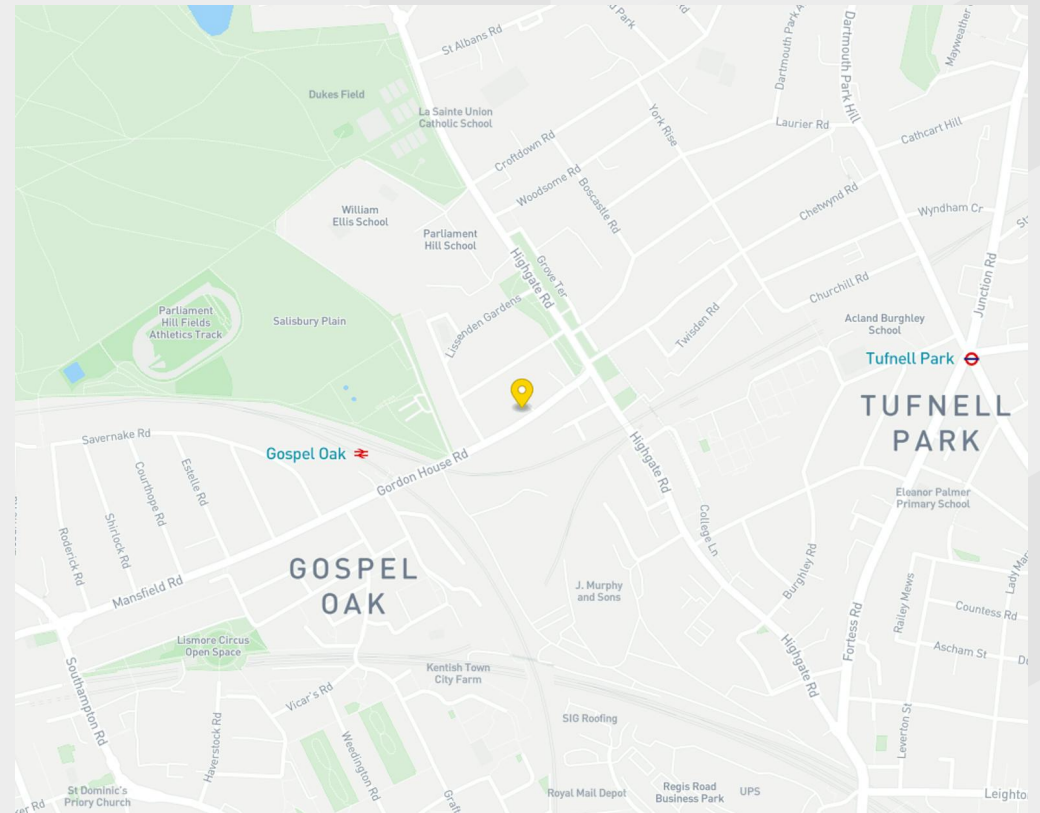 St Albans Rd
Dartmouth Park Hill
Dukes Field
La Sainte Union
Catholic School
York Rise
Laurier Rd
Cathcart Hill
Croftdown Rd
Woodsome Rd
Boscastle Rd
Chetwynd Rd
Wyndham Cr
William
Ellis School
Parliament
Hill School
Highgate Rd
Grove Ter
Junction Rd
Churchill Rd
Parliament
Hill Fields
Athletics Track
Salisbury Plain
Lissenden Gardens
Twisden Rd
Acland Burghley
School
Tufnell Park
TUFNELL
PARK
Savernake Rd
Gospel Oak
Gordon House Rd
Highgate Rd
Courthope Rd
Estelle Rd
Shirlock Rd
Roderick Rd
Eleanor Palmer
Primary School
College Ln
Burghley Rd
GOSPEL
OAK
Mansfield Rd
J. Murphy
and Sons
Railey Mews
Countess Rd
Fortess Rd
Ascham St
Lismore Circus
Open Space
Highgate Rd
Kentish Town
City Farm
Southampton Rd
Vicar's Rd
Haverstock Rd
Weedington Rd
SIG Roofing
Leverton St
St Dominic's
Priory Church
Royal Mail Depot
Regis Road
Business Park
UPS